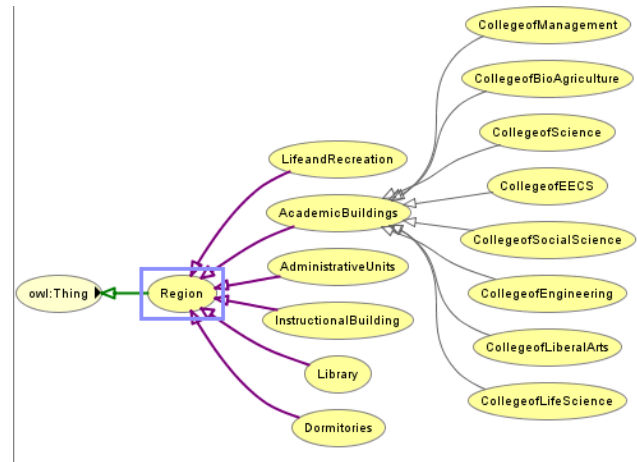 CollegeofManagement
CollegeofBioAgriculture
CollegeofScience
LifeandRecreation
CollegeofEECS
AcademicBuildings
CollegeofSocialScience
AdministrativeUnits
owl:Thing
Region
CollegeofEngineering
InstructionalBuilding
CollegeofLiberalArts
Library
CollegeofLifeScience
Dormitories